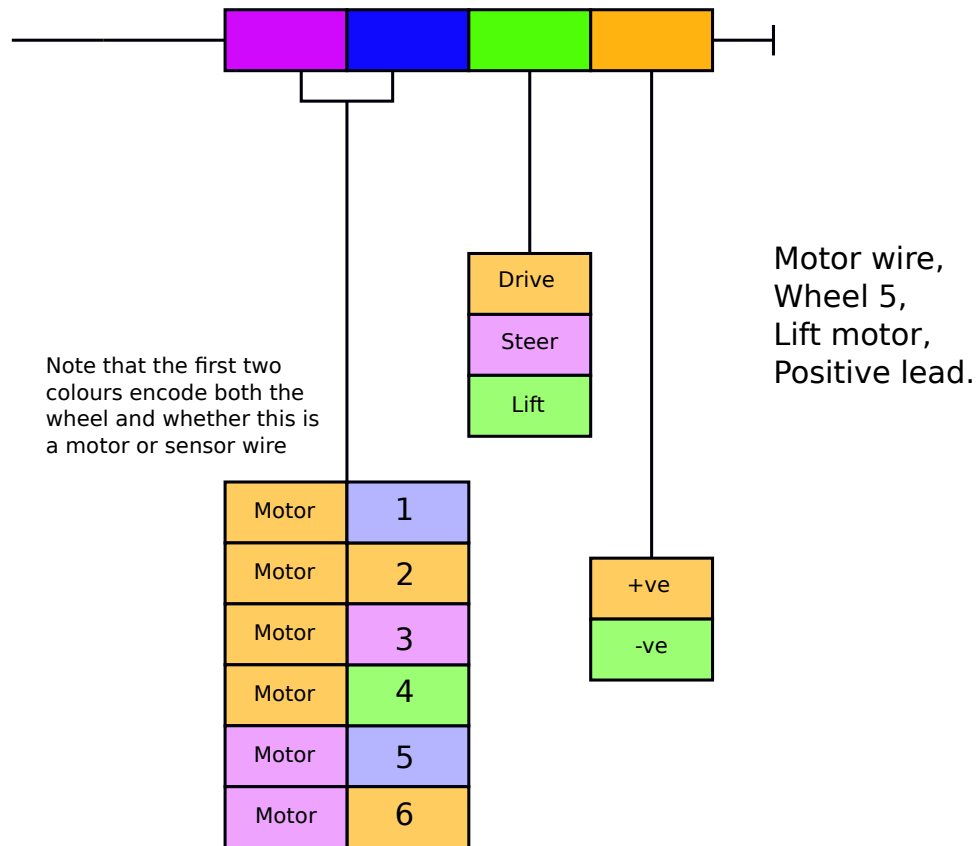 Drive
Steer
Lift
Motor wire,
Wheel 5,
Lift motor,
Positive lead.
Note that the first two
colours encode both the
wheel and whether this is
a motor or sensor wire
Motor 1
Motor 2
Motor 3
Motor 4
Motor 5
Motor 6
+ve
-ve